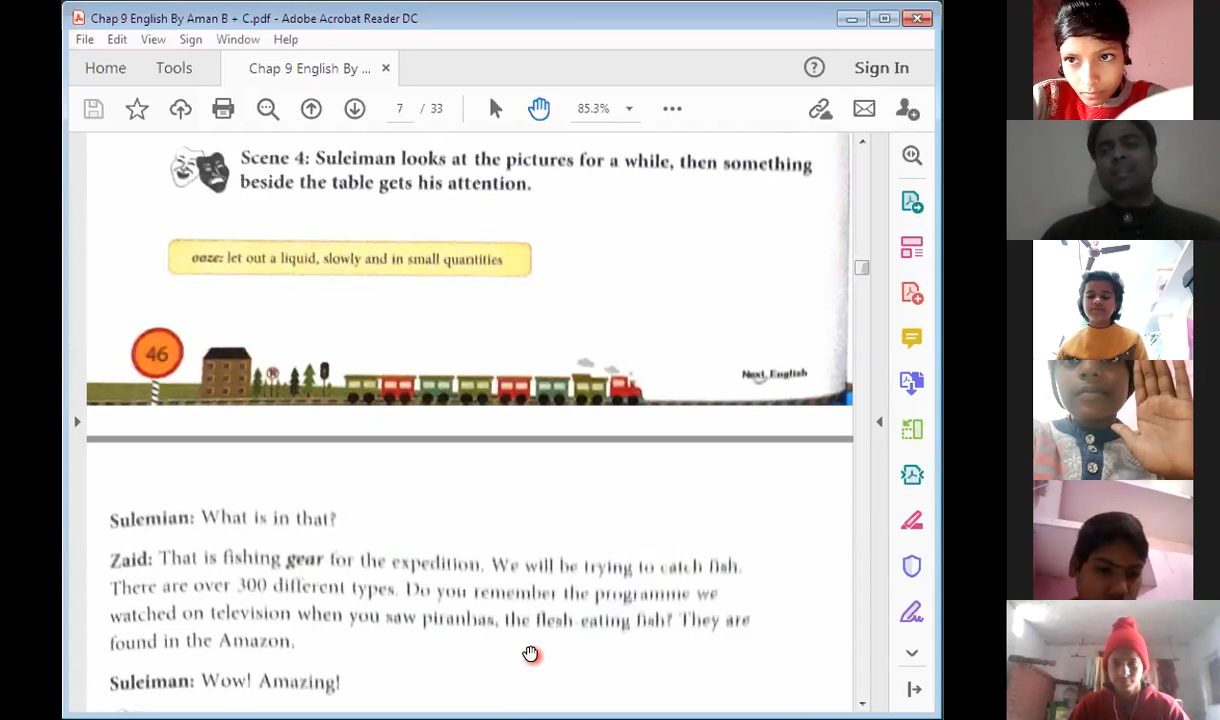 Chap 9 English By Aman B + C.pdf - Adobe Acrobat Reader DC
File Edit View Sign Window Help
Home Tools Chap 9 English By ... × Sign In
7 / 33 85.3%
Scene 4: Suleiman looks at the pictures for a while, then something
beside the table gets his attention.
ooze: let out a liquid, slowly and in small quantities
46
Next, English
Sulemian: What is in that?
Zaid: That is fishing gear for the expedition. We will be trying to catch fish.
There are over 300 different types. Do you remember the programme we
watched on television when you saw piranhas, the flesh-eating fish? They are
found in the Amazon.
Suleiman: Wow! Amazing!